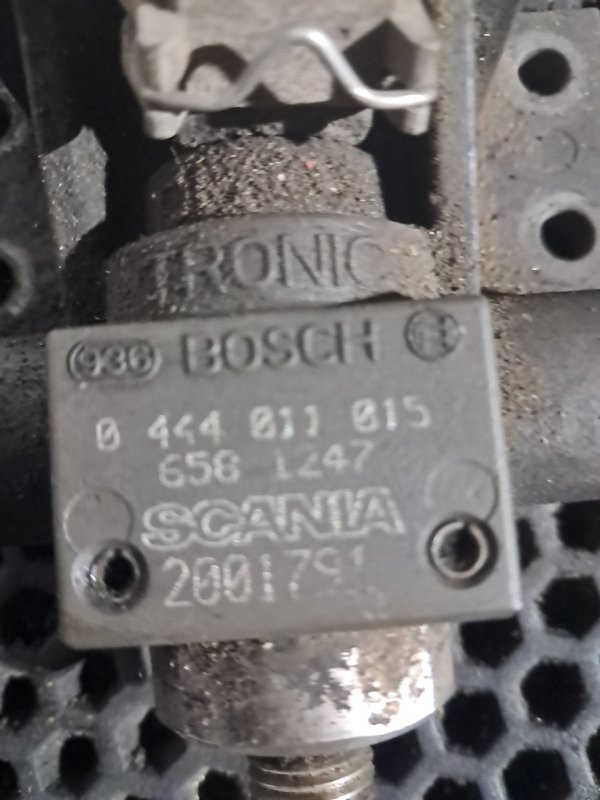 TRONIC
936 BOSCH
0 444 011 015
658 1247
SCANIA
2001791